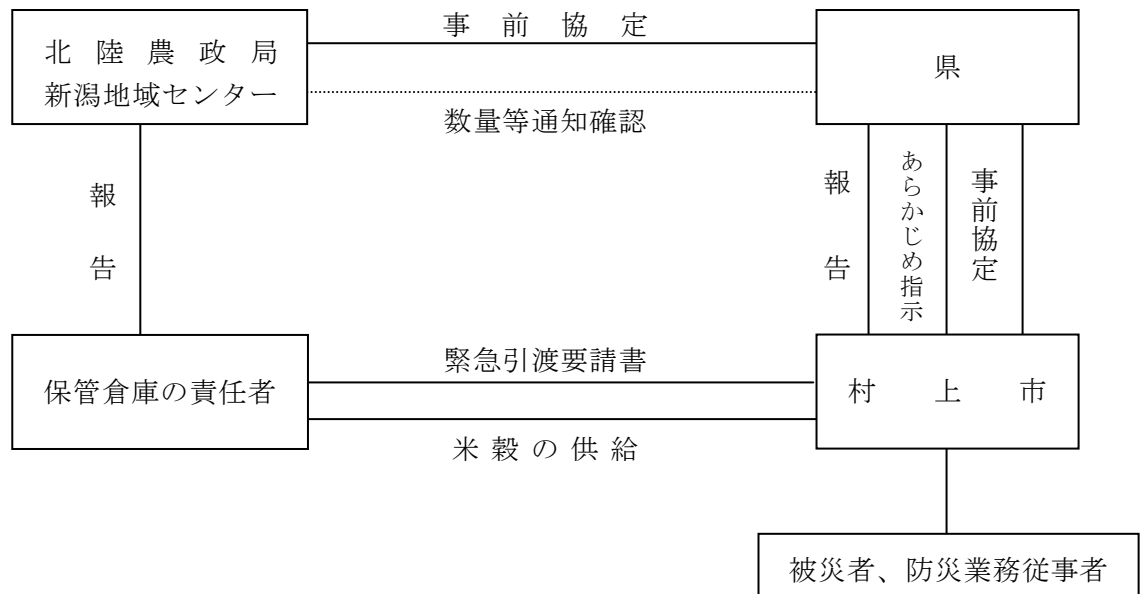 事前協定
北陸農政局
新潟地域センター
県
数量等通知確認
報告
報告
あらかじめ指示
事前協定
保管倉庫の責任者
緊急引渡要請書
村上市
米穀の供給
被災者、防災業務従事者